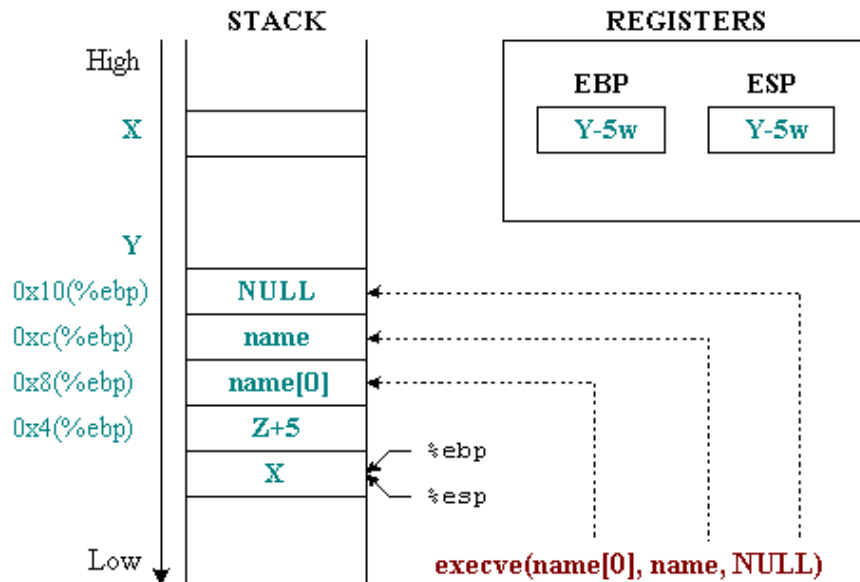 STACK REGISTERS
High
EBP ESP
X Y-5w Y-5w
Y
0x10(%ebp) NULL
0xc(%ebp) name
0x8(%ebp) name[0]
0x4(%ebp) Z+5
%ebp
X
%esp
Low execve(name[0], name, NULL)